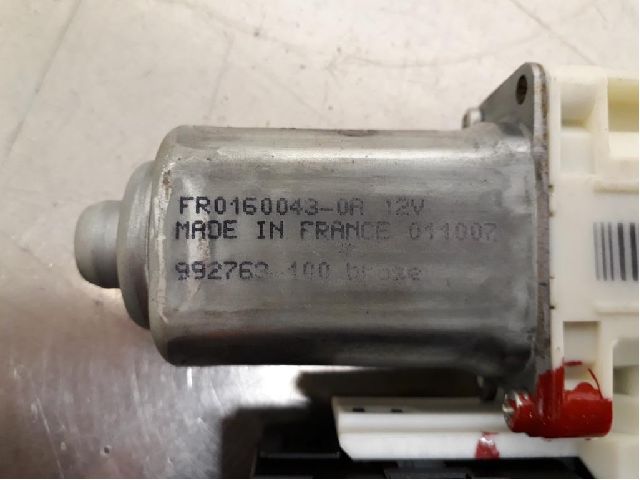 FR0160043-0A 12V
MADE IN FRANCE 011007
992763-100 brose